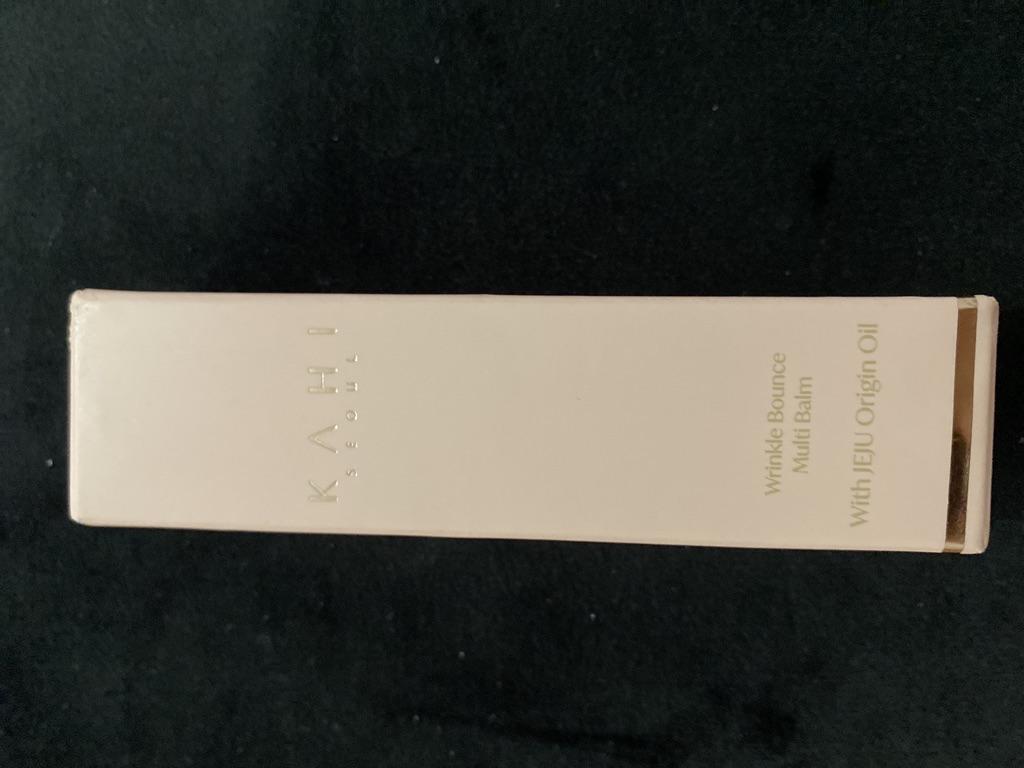 KAHI
SEOUL
Wrinkle Bounce
Multi Balm
With JEJU Origin Oil